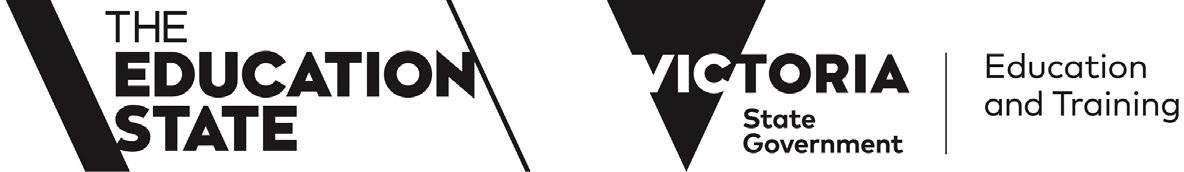 THE
EDUCATION
STATE
VICTORIA
State
Government
Education
and Training